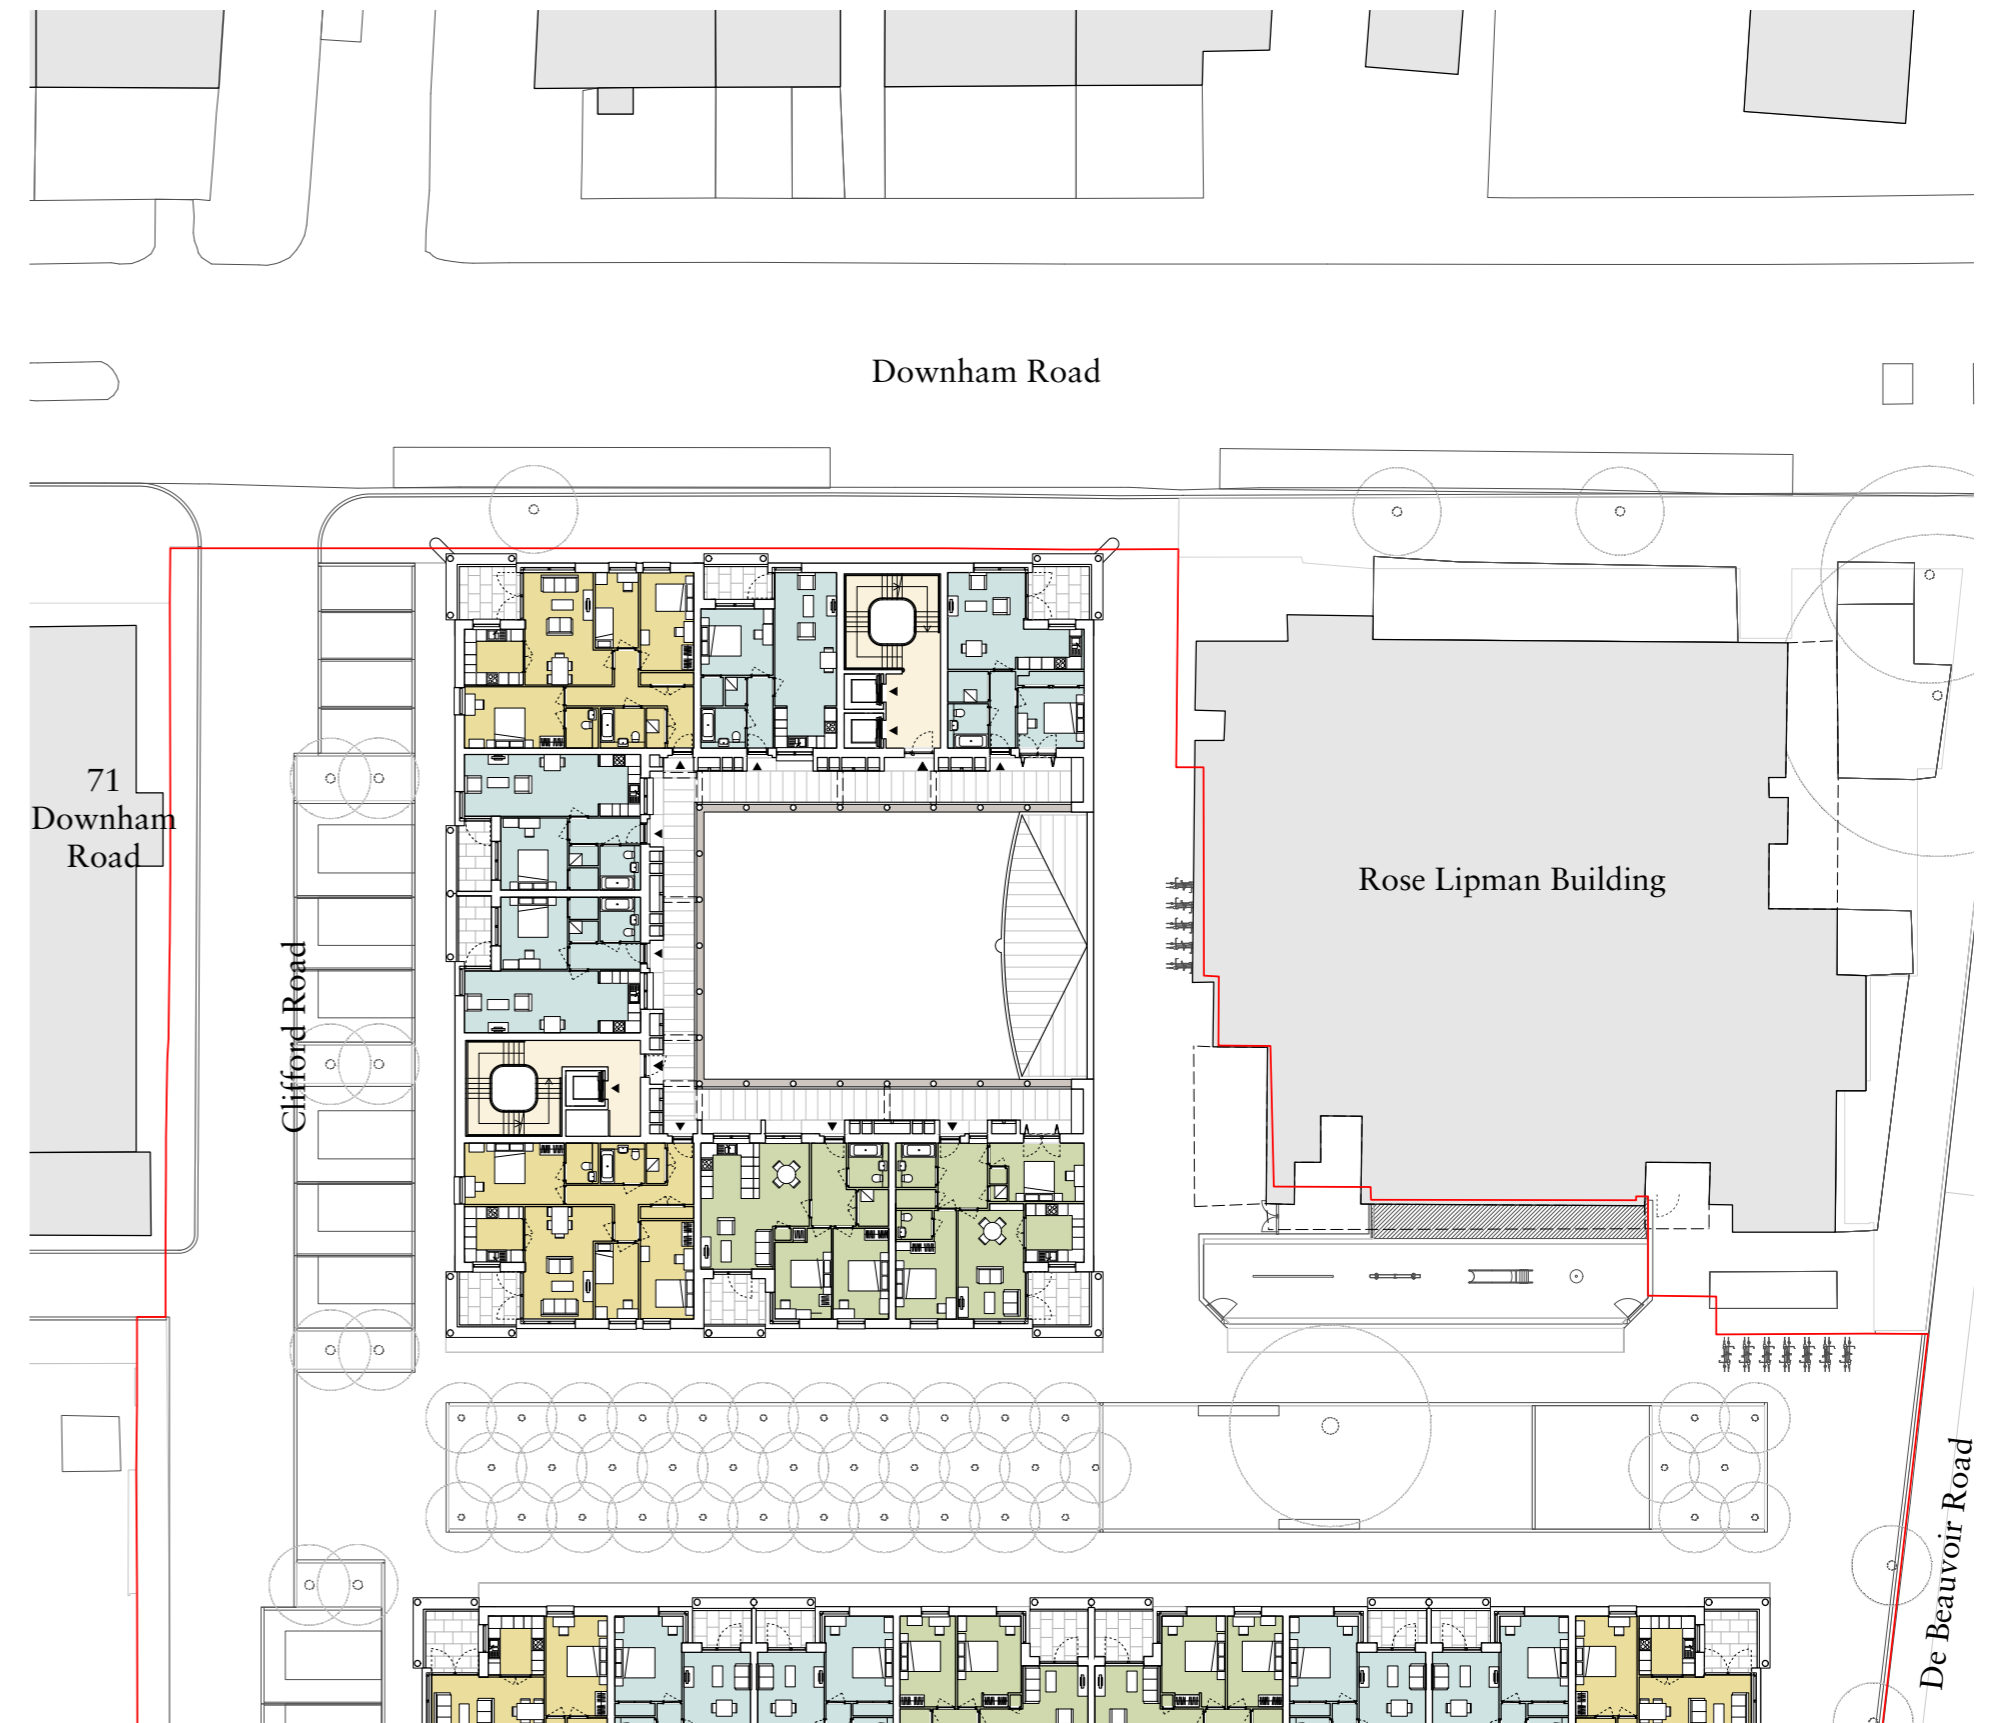 Downham Road
71
Downham
Road
Rose Lipman Building
Clifford Road
De Beauvoir Road